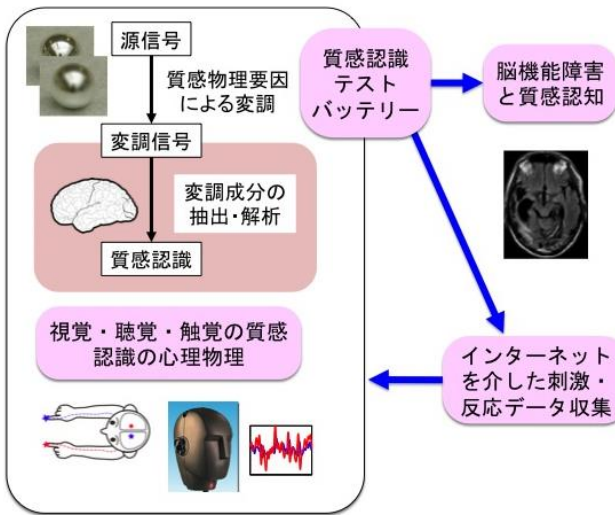 源信号
質感物理要因
による変調
変調信号
変調成分の
抽出・解析
質感認識
視覚・聴覚・触覚の質感
認識の心理物理
質感認識
テスト
バッテリー
脳機能障害
と質感認知
インターネット
を介した刺激・
反応データ収集